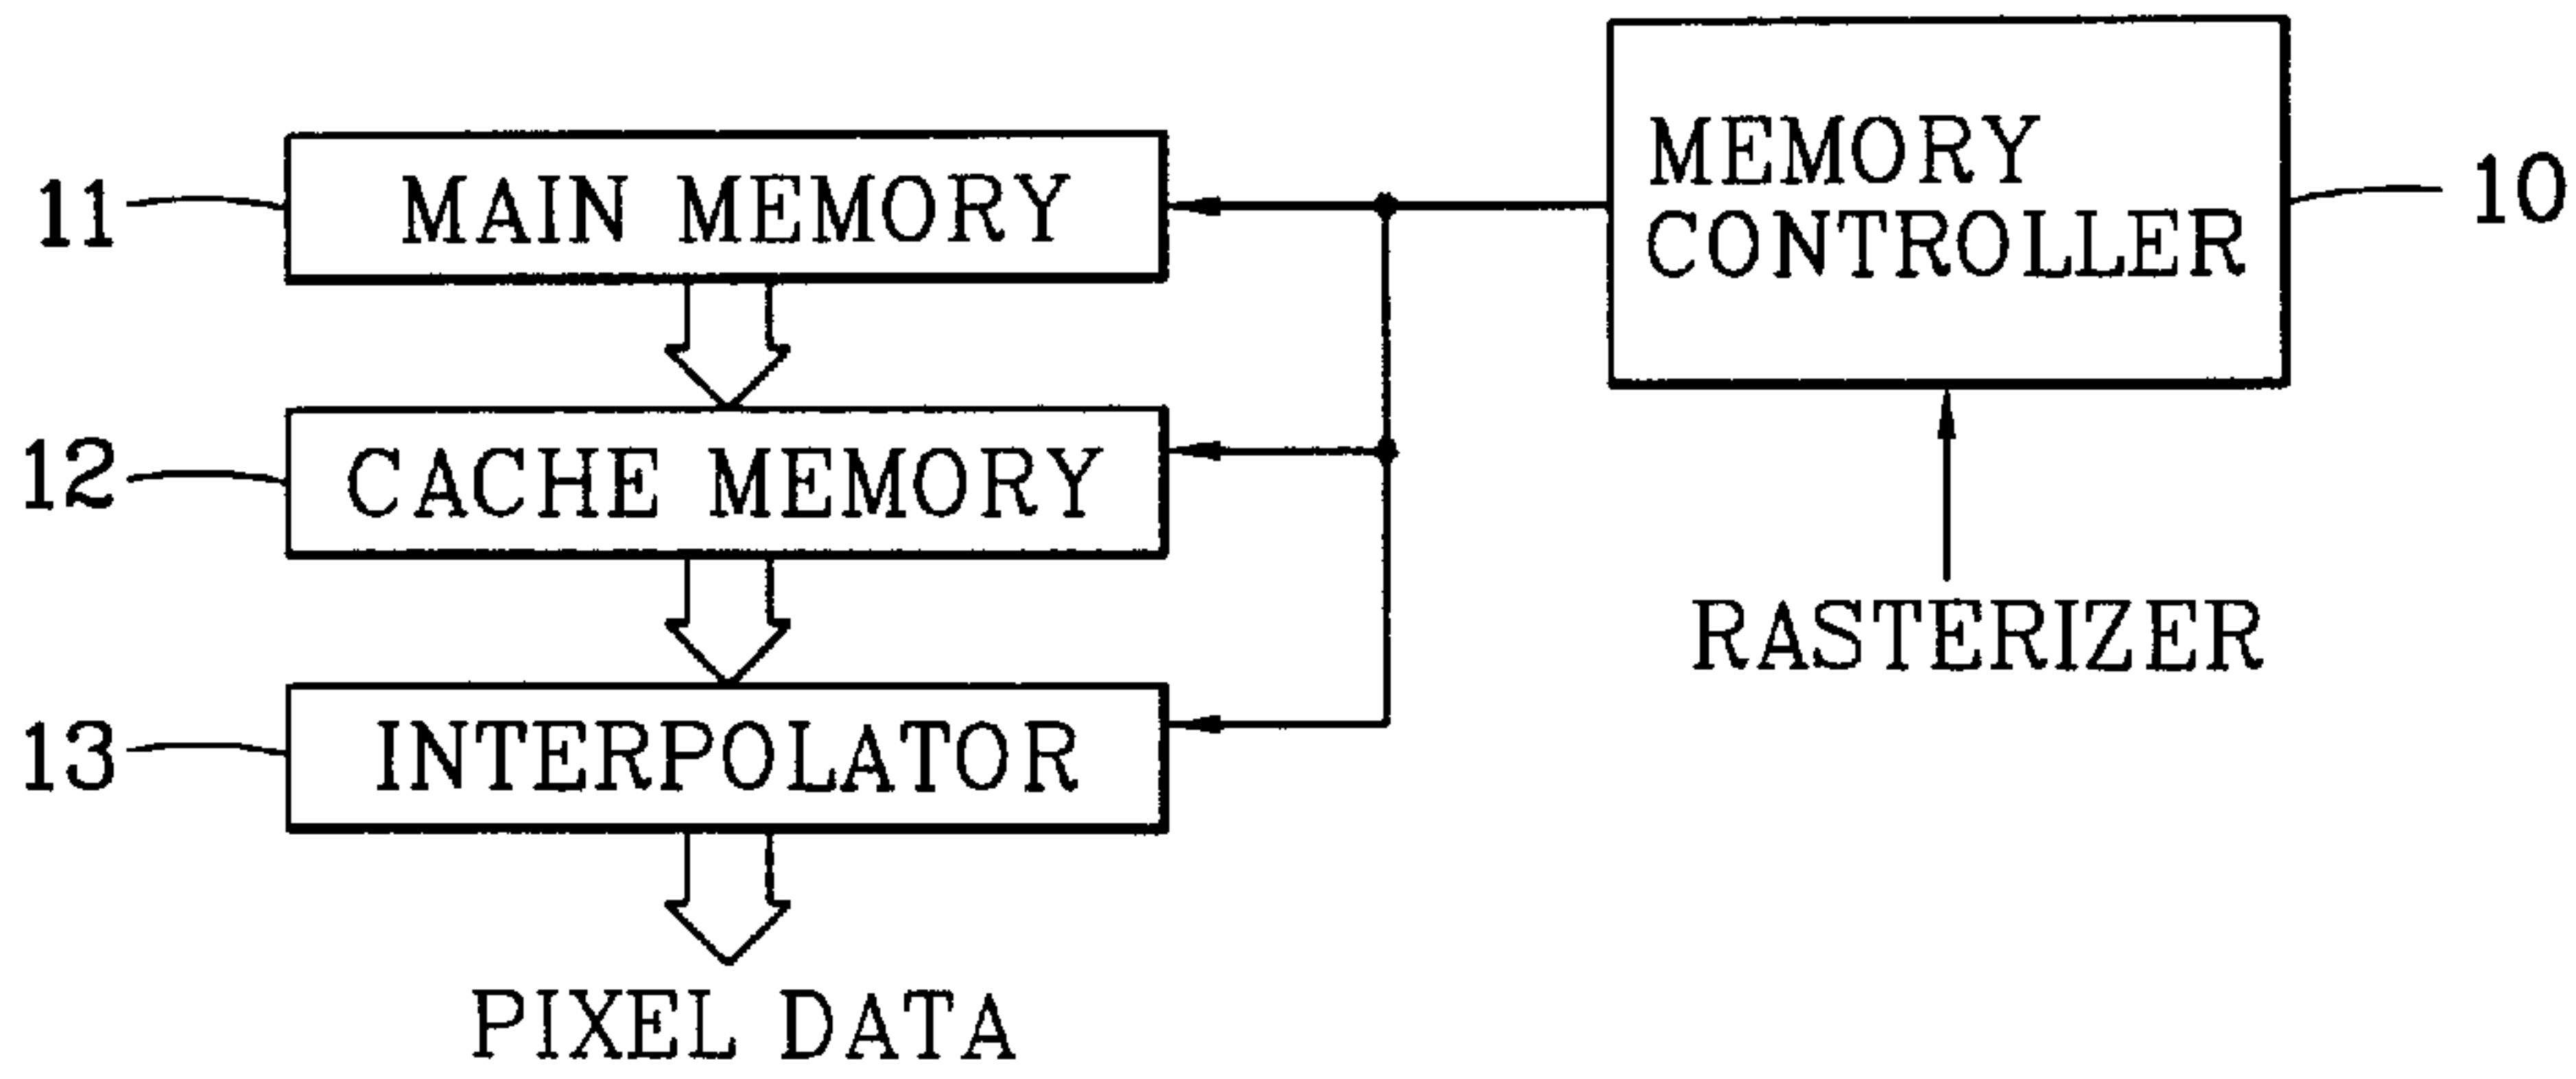 MEMORY
CONTROLLER
10
11
MAIN MEMORY
12
CACHE MEMORY
RASTERIZER
13
INTERPOLATOR
PIXEL DATA